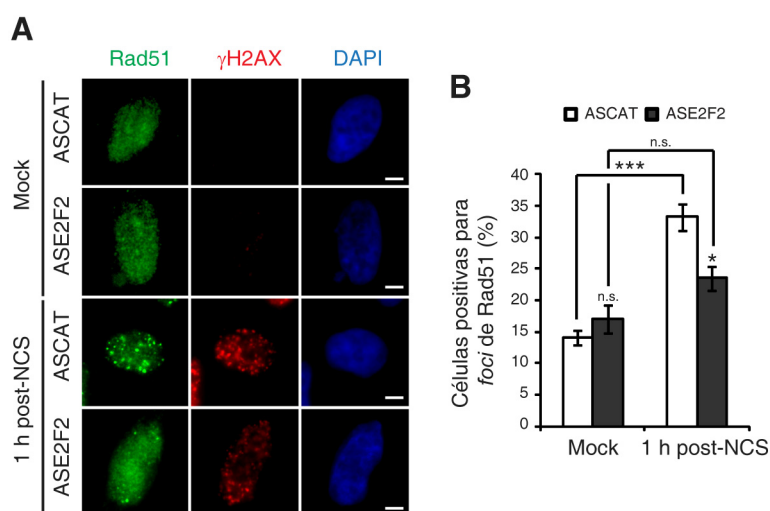 A
Rad51 γH2AX DAPI
Mock
ASCAT
ASE2F2
1 h post-NCS
ASCAT
ASE2F2
B
ASCAT ASE2F2
n.s.
***
Células positivas para
foci de Rad51 (%)
40
35
30
25
20
15
10
5
0
n.s.
*
Mock 1 h post-NCS